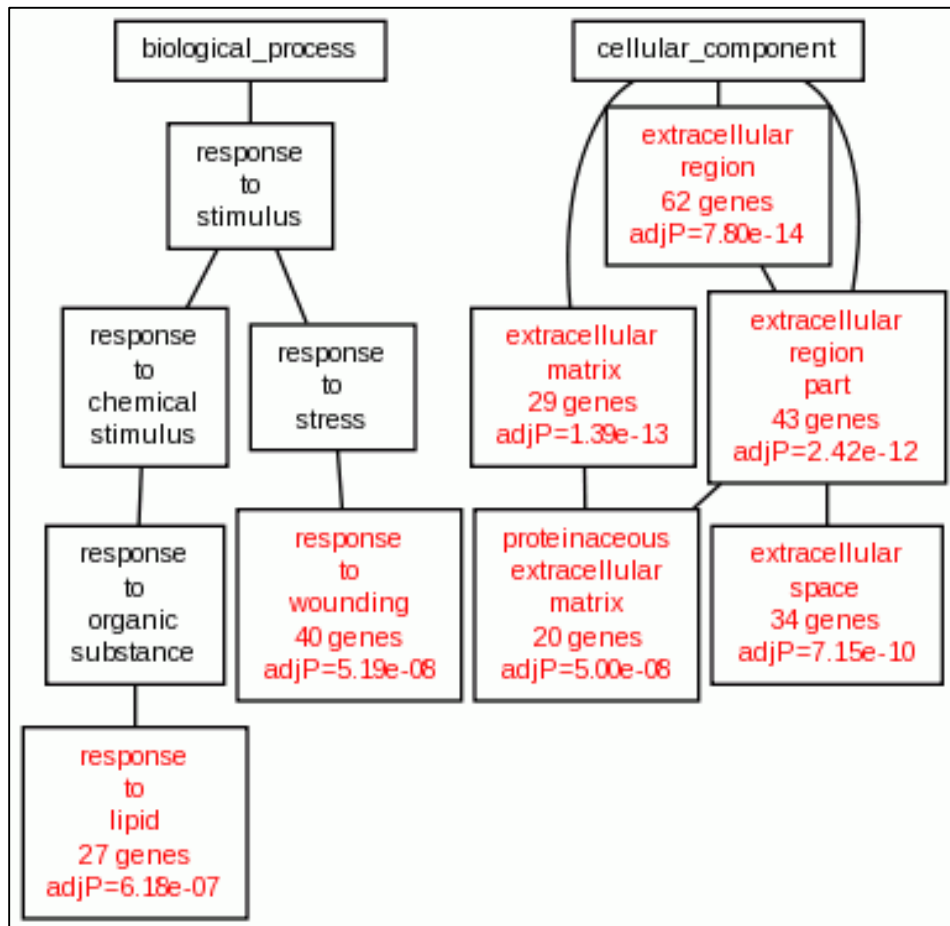 biological_process
response
to
stimulus
response
to
chemical
stimulus
response
to
stress
response
to
organic
substance
response
to
wounding
40 genes
adjP=5.19e-08
response
to
lipid
27 genes
adjP=6.18e-07
cellular_component
extracellular
region
62 genes
adjP=7.80e-14
extracellular
matrix
29 genes
adjP=1.39e-13
extracellular
region
part
43 genes
adjP=2.42e-12
proteinaceous
extracellular
matrix
20 genes
adjP=5.00e-08
extracellular
space
34 genes
adjP=7.15e-10